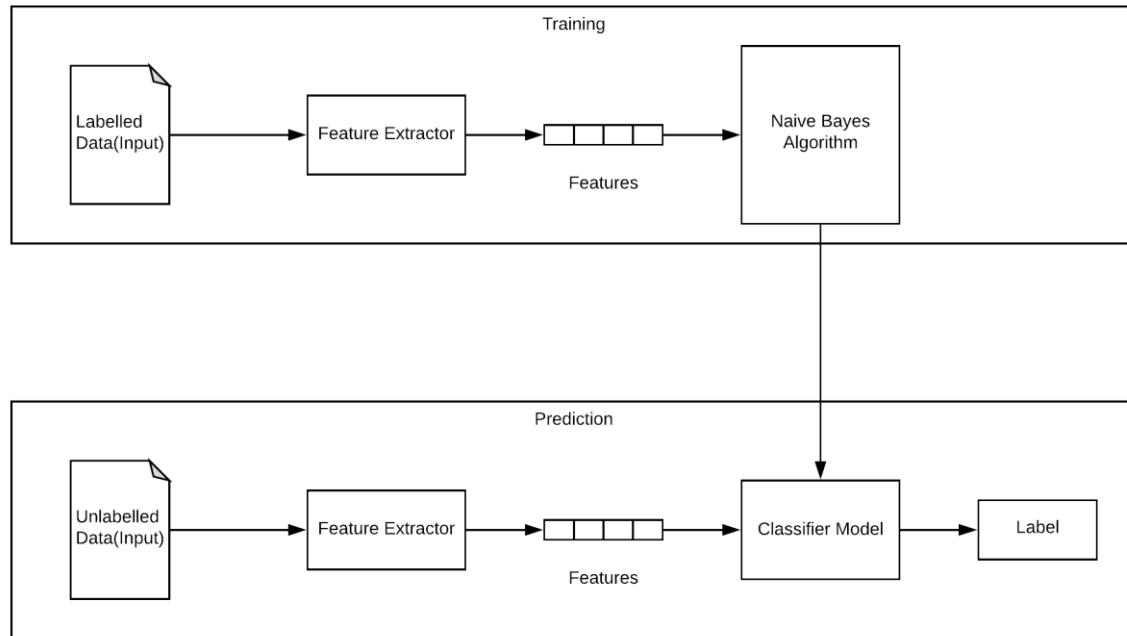 Training
Labelled
Data(Input)
Feature Extractor
Features
Naive Bayes
Algorithm
Prediction
Unlabelled
Data(Input)
Feature Extractor
Features
Classifier Model
Label